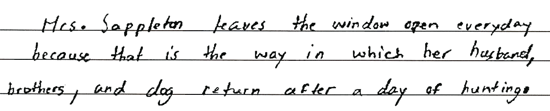 Mrs. Sappleton leaves the window open everyday
because that is the way in which her husband,
brothers, and dog return after a day of hunting.